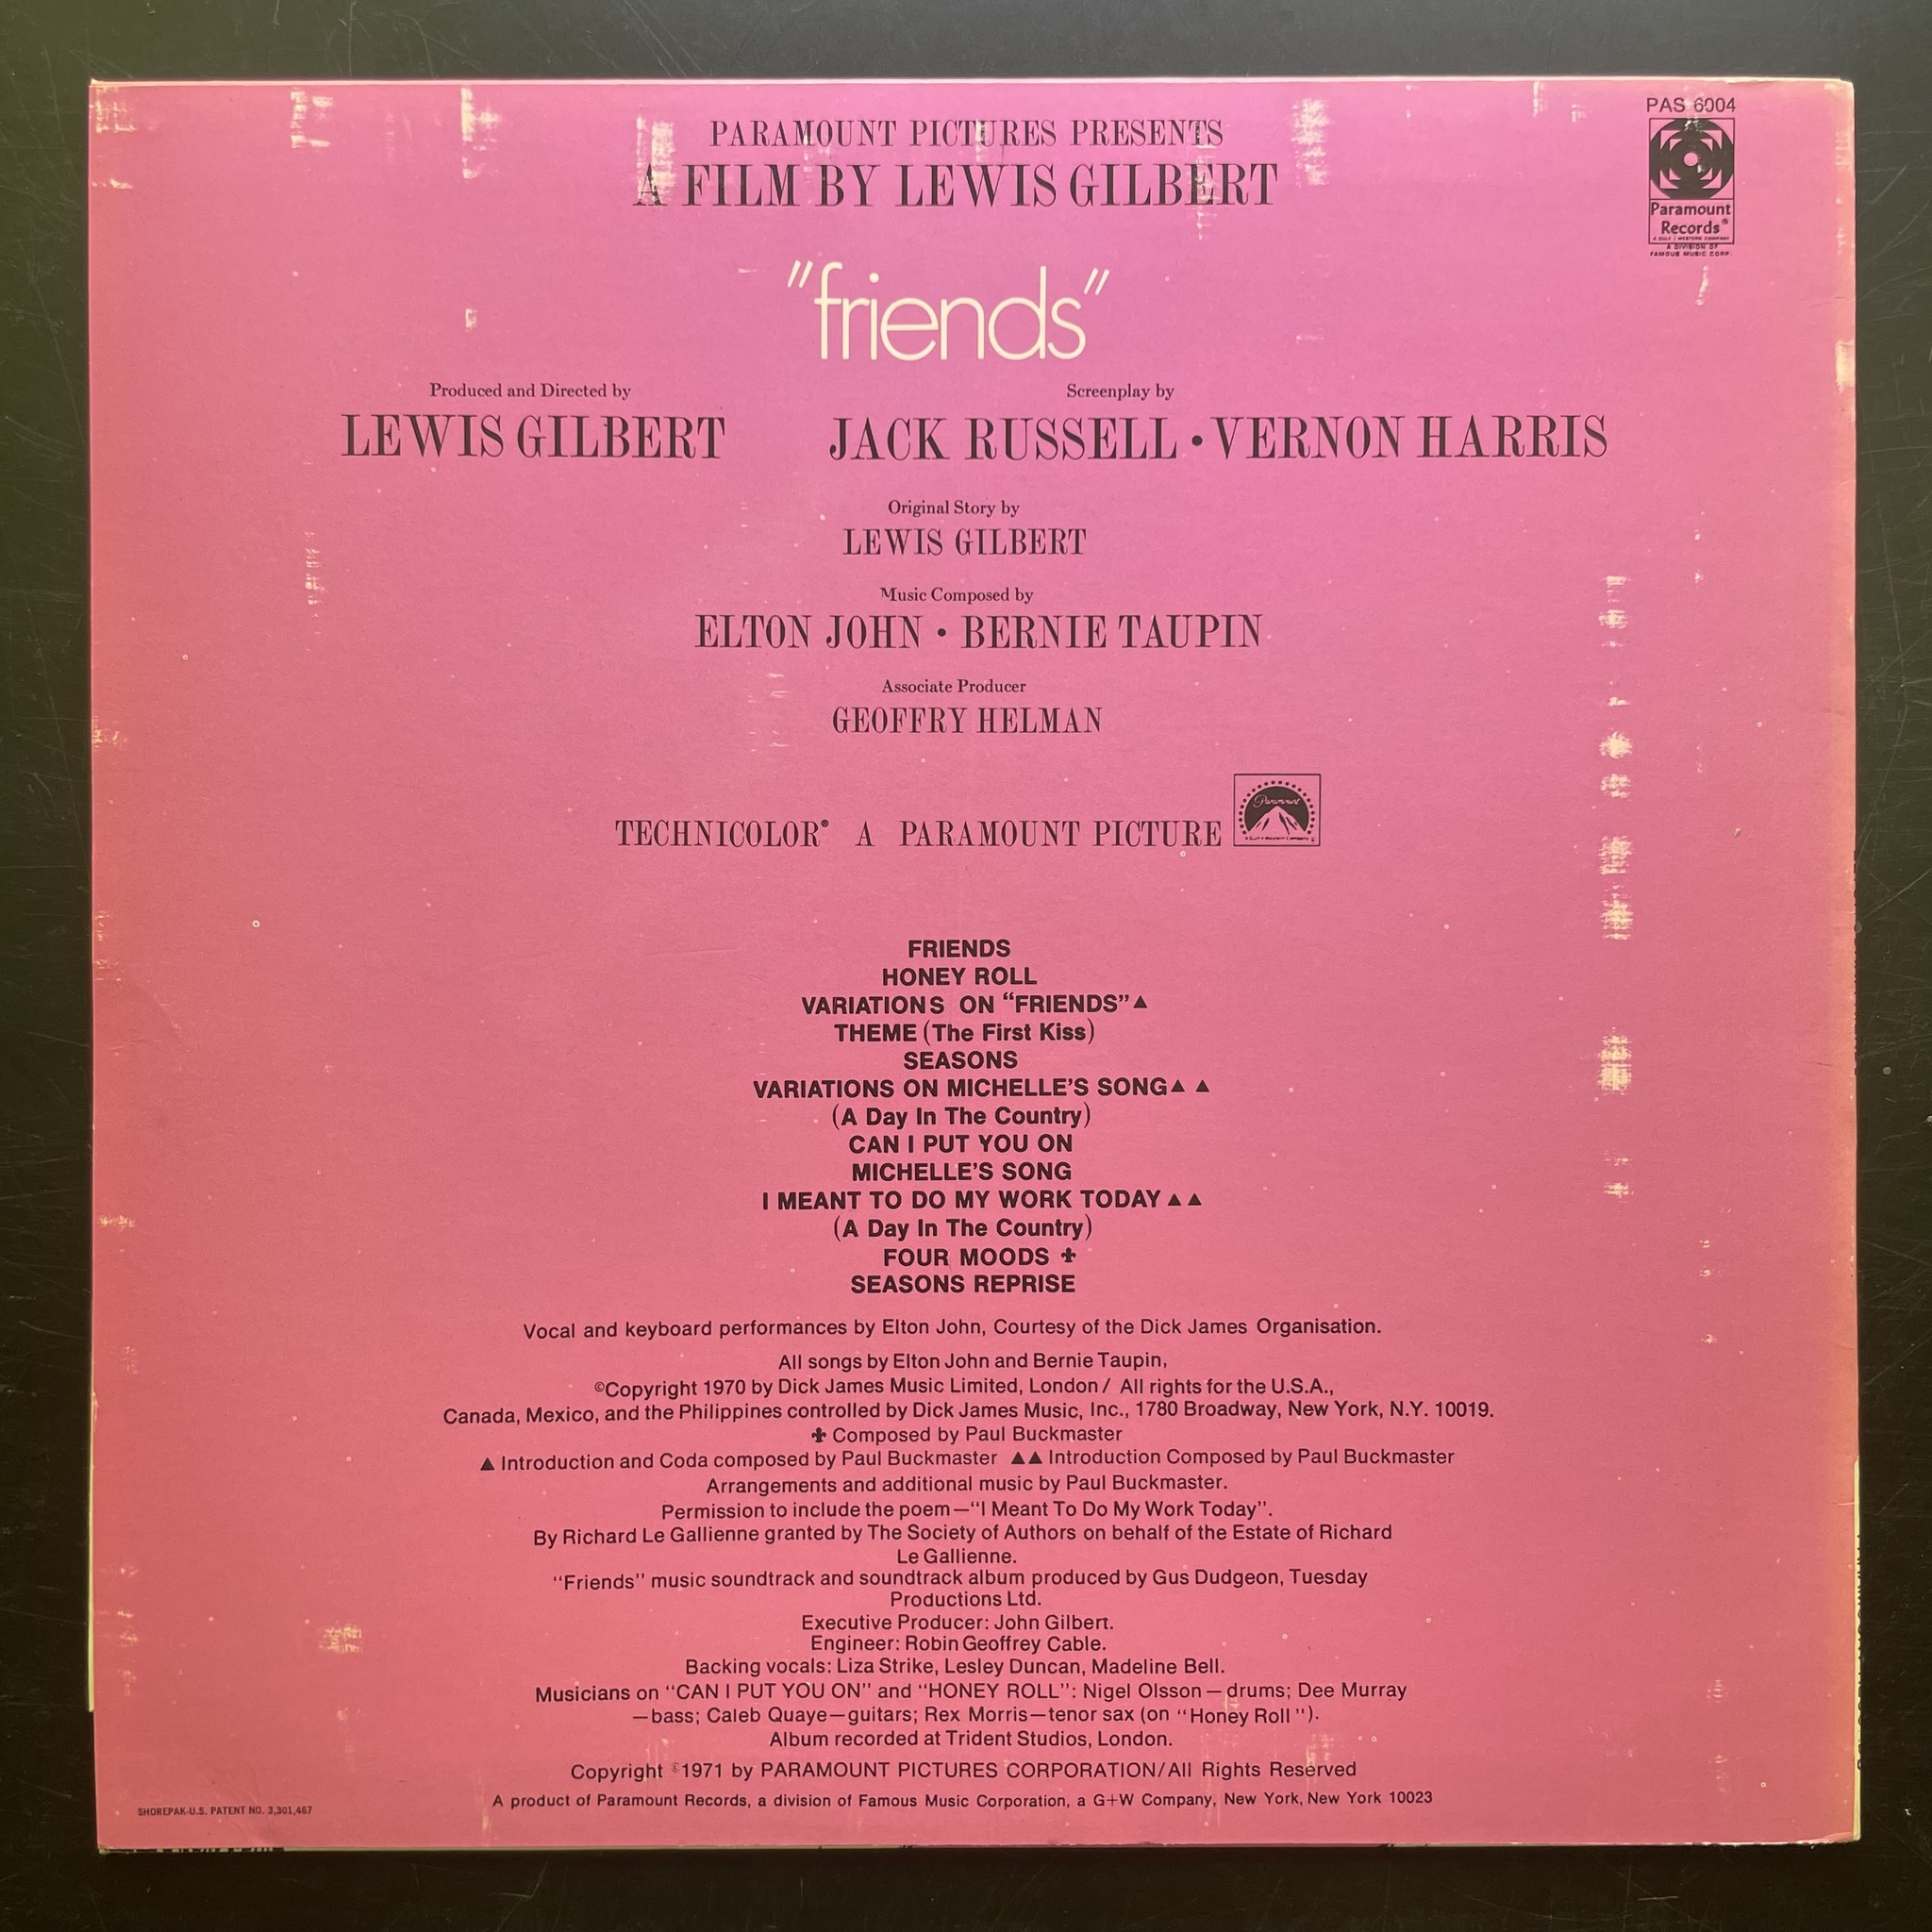 PAS 6004
Paramount
Records®
A GULF + WESTERN COMPANY
A DIVISION OF
FAMOUS MUSIC CORP.
PARAMOUNT PICTURES PRESENTS
A FILM BY LEWIS GILBERT
"friends"
Produced and Directed by
LEWIS GILBERT
Screenplay by
JACK RUSSELL • VERNON HARRIS
Original Story by
LEWIS GILBERT
Music Composed by
ELTON JOHN • BERNIE TAUPIN
Associate Producer
GEOFFRY HELMAN
TECHNICOLOR® A PARAMOUNT PICTURE
Paramount
FRIENDS
HONEY ROLL
VARIATIONS ON “FRIENDS”▲
THEME (The First Kiss)
SEASONS
VARIATIONS ON MICHELLE'S SONG▲ ▲
(A Day In The Country)
CAN I PUT YOU ON
MICHELLE'S SONG
I MEANT TO DO MY WORK TODAY▲▲
(A Day In The Country)
FOUR MOODS ✤
SEASONS REPRISE
Vocal and keyboard performances by Elton John, Courtesy of the Dick James Organisation.
All songs by Elton John and Bernie Taupin,
©Copyright 1970 by Dick James Music Limited, London/ All rights for the U.S.A.,
Canada, Mexico, and the Philippines controlled by Dick James Music, Inc., 1780 Broadway, New York, N.Y. 10019.
✤ Composed by Paul Buckmaster
▲ Introduction and Coda composed by Paul Buckmaster ▲▲ Introduction Composed by Paul Buckmaster
Arrangements and additional music by Paul Buckmaster.
Permission to include the poem—“I Meant To Do My Work Today”.
By Richard Le Gallienne granted by The Society of Authors on behalf of the Estate of Richard
Le Gallienne.
“Friends” music soundtrack and soundtrack album produced by Gus Dudgeon, Tuesday
Productions Ltd.
Executive Producer: John Gilbert.
Engineer: Robin Geoffrey Cable.
Backing vocals: Liza Strike, Lesley Duncan, Madeline Bell.
Musicians on “CAN I PUT YOU ON” and “HONEY ROLL”: Nigel Olsson—drums; Dee Murray
—bass; Caleb Quaye—guitars; Rex Morris—tenor sax (on “Honey Roll”).
Album recorded at Trident Studios, London.
Copyright ©1971 by PARAMOUNT PICTURES CORPORATION/All Rights Reserved
A product of Paramount Records, a division of Famous Music Corporation, a G+W Company, New York, New York 10023
SHOREPAK-U.S. PATENT NO. 3,301,467